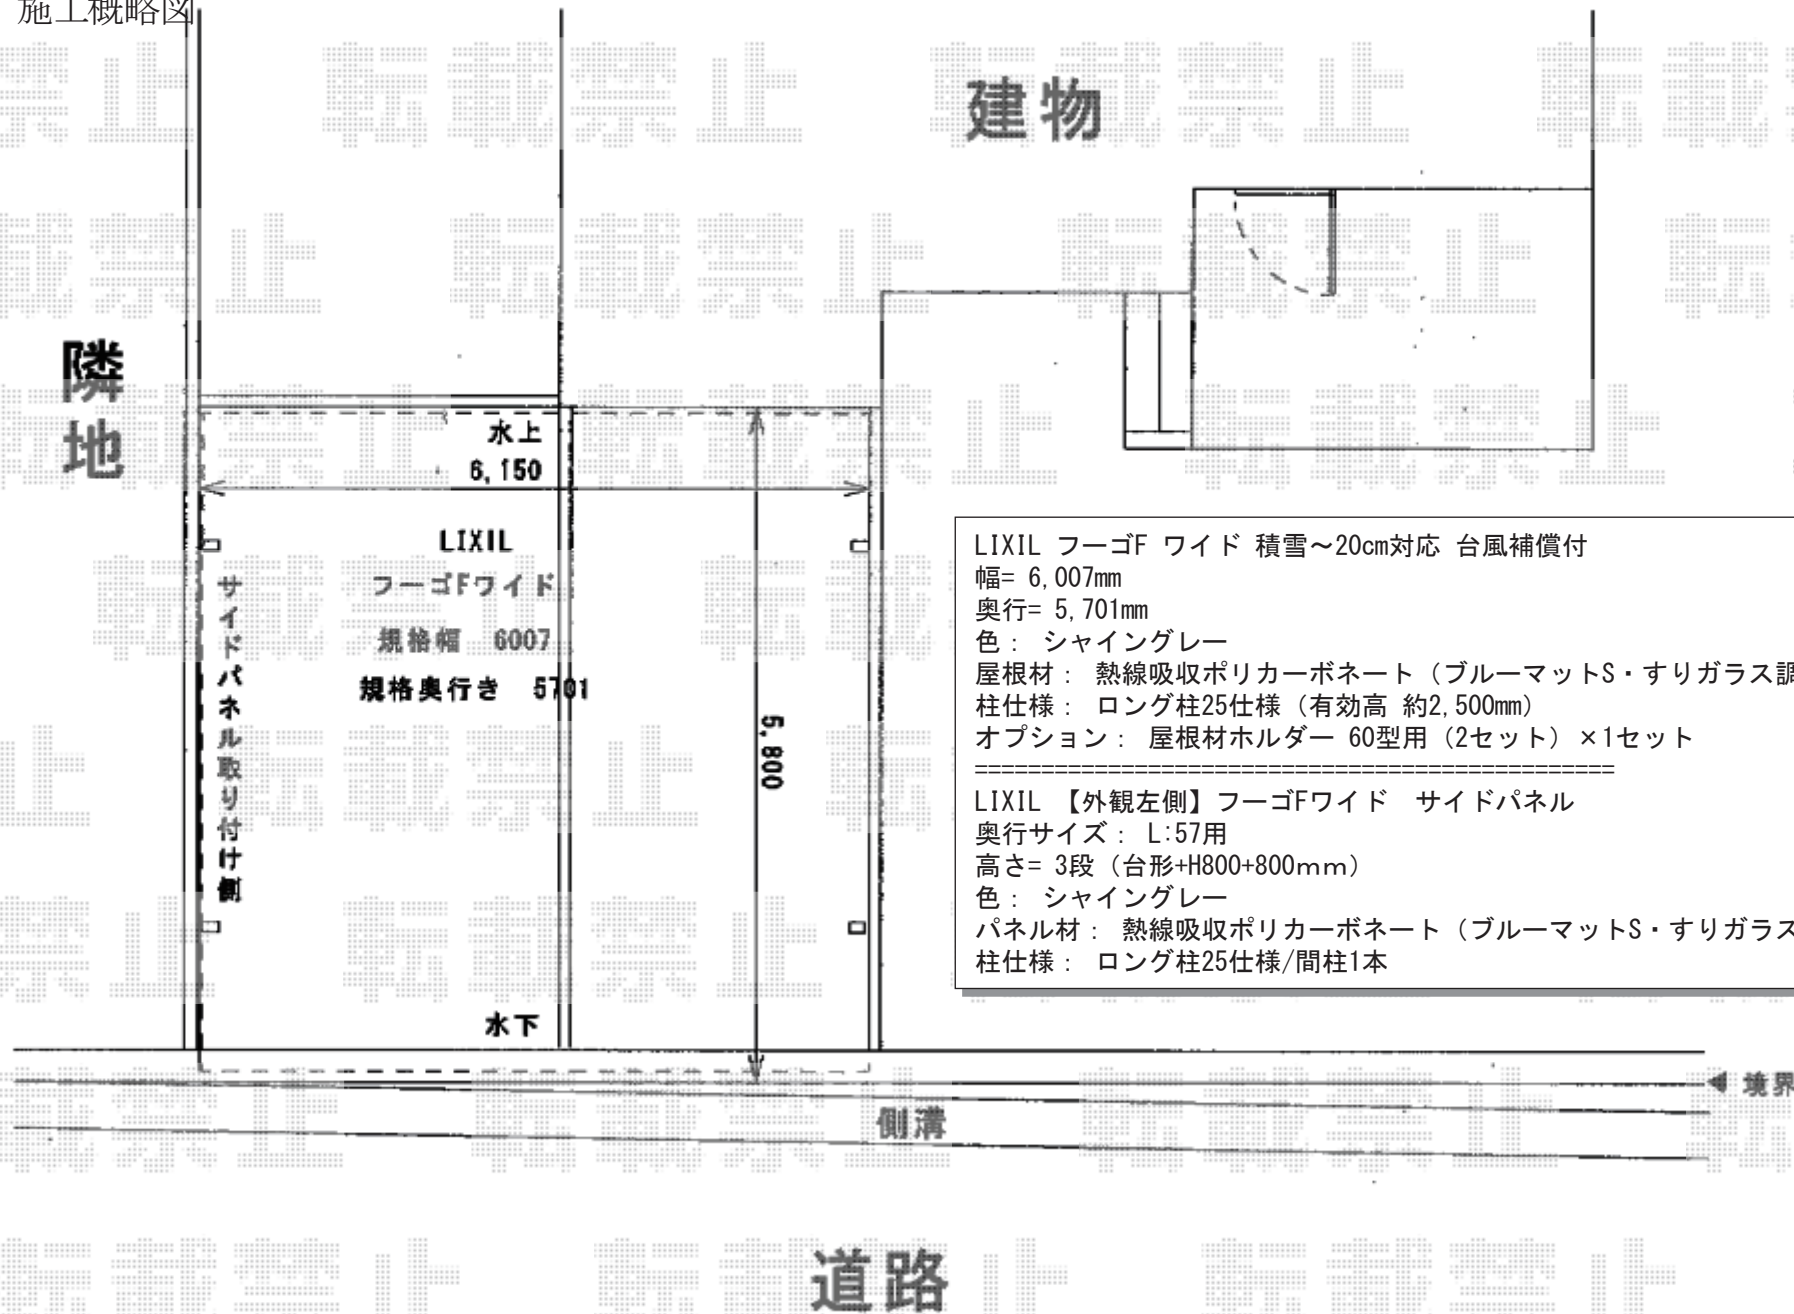 施工概略図
建物
隣地
水上
6,150
LIXIL
フーゴFワイド
規格幅 6007
規格奥行き 5701
サイドパネル取り付け側
5,800
水下
LIXIL フーゴF ワイド 積雪～20cm対応 台風補償付
幅= 6,007mm
奥行= 5,701mm
色： シャイングレー
屋根材： 熱線吸収ポリカーボネート（ブルーマットS・すりガラス調
柱仕様： ロング柱25仕様（有効高 約2,500mm）
オプション： 屋根材ホルダー 60型用（2セット）×1セット
================================================
LIXIL 【外観左側】フーゴFワイド　サイドパネル
奥行サイズ： L:57用
高さ= 3段（台形+H800+800mm）
色： シャイングレー
パネル材： 熱線吸収ポリカーボネート（ブルーマットS・すりガラス
柱仕様： ロング柱25仕様/間柱1本
境界
側溝
道路
転載禁止